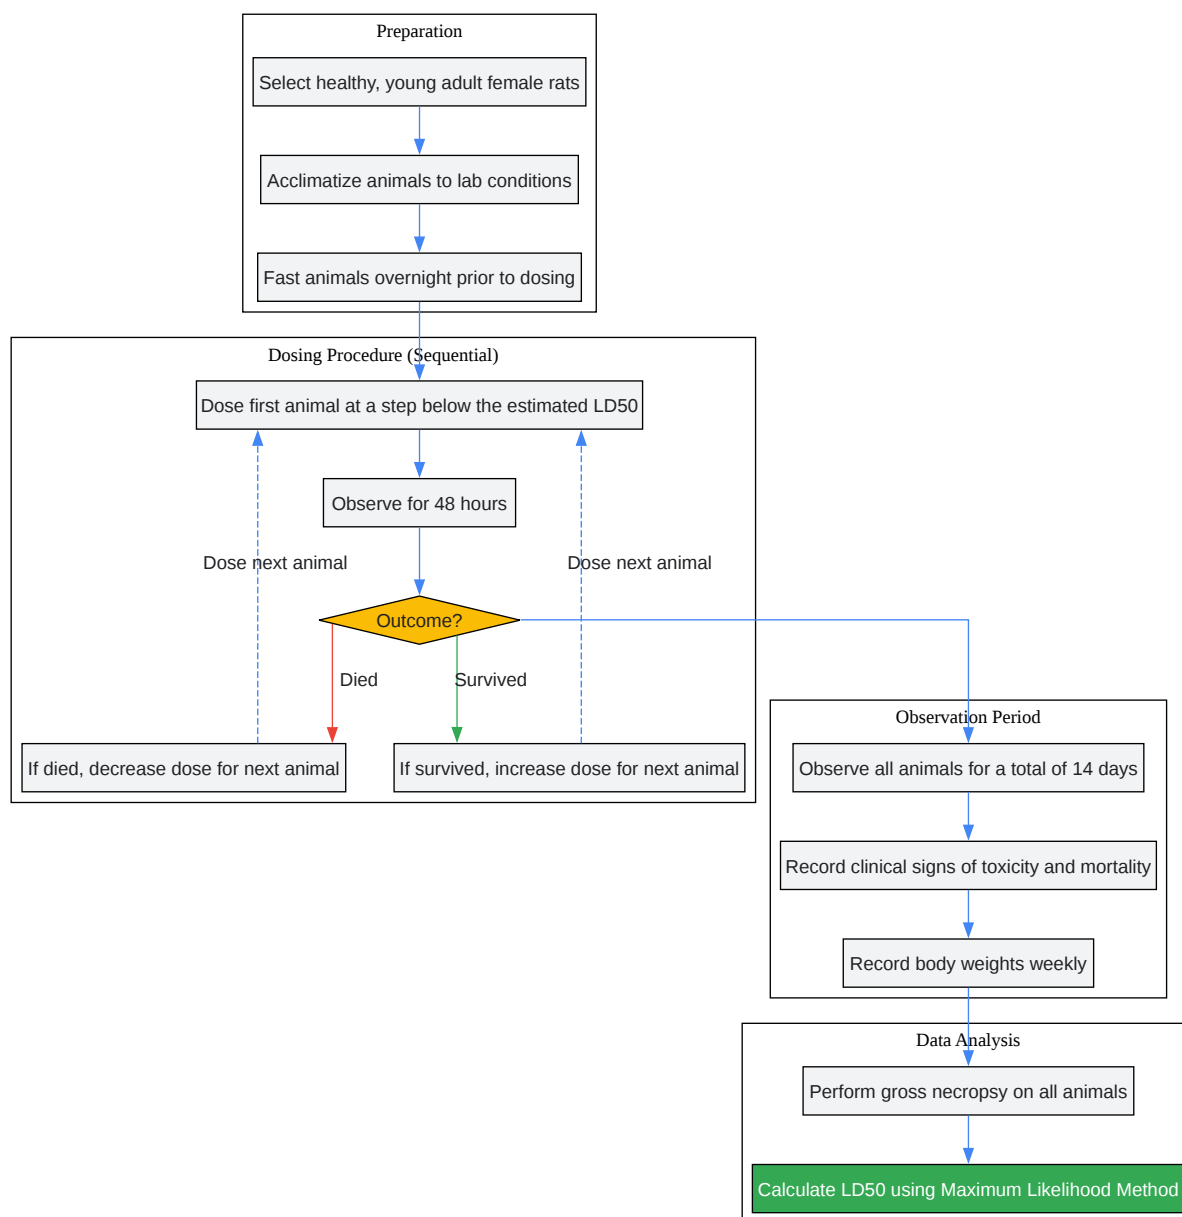 Preparation
Select healthy, young adult female rats
Acclimatize animals to lab conditions
Fast animals overnight prior to dosing
Dosing Procedure (Sequential)
Dose first animal at a step below the estimated LD50
Observe for 48 hours
Dose next animal
Dose next animal
Outcome?
Died
Survived
If died, decrease dose for next animal
If survived, increase dose for next animal
Observation Period
Observe all animals for a total of 14 days
Record clinical signs of toxicity and mortality
Record body weights weekly
Data Analysis
Perform gross necropsy on all animals
Calculate LD50 using Maximum Likelihood Method